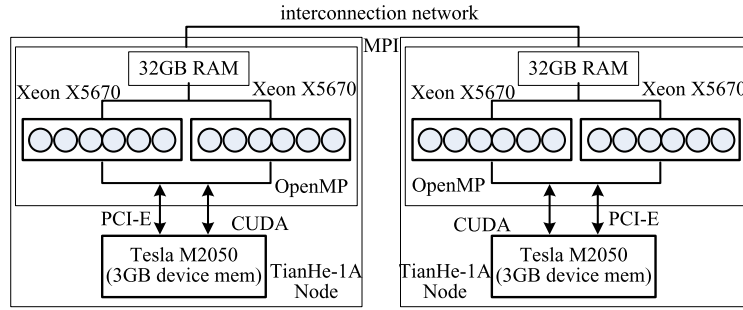 interconnection network
MPI
32GB RAM
Xeon X5670
Xeon X5670
OpenMP
PCI-E
CUDA
Tesla M2050
(3GB device mem)
TianHe-1A
Node
32GB RAM
Xeon X5670
Xeon X5670
OpenMP
CUDA
PCI-E
Tesla M2050
(3GB device mem)
TianHe-1A
Node